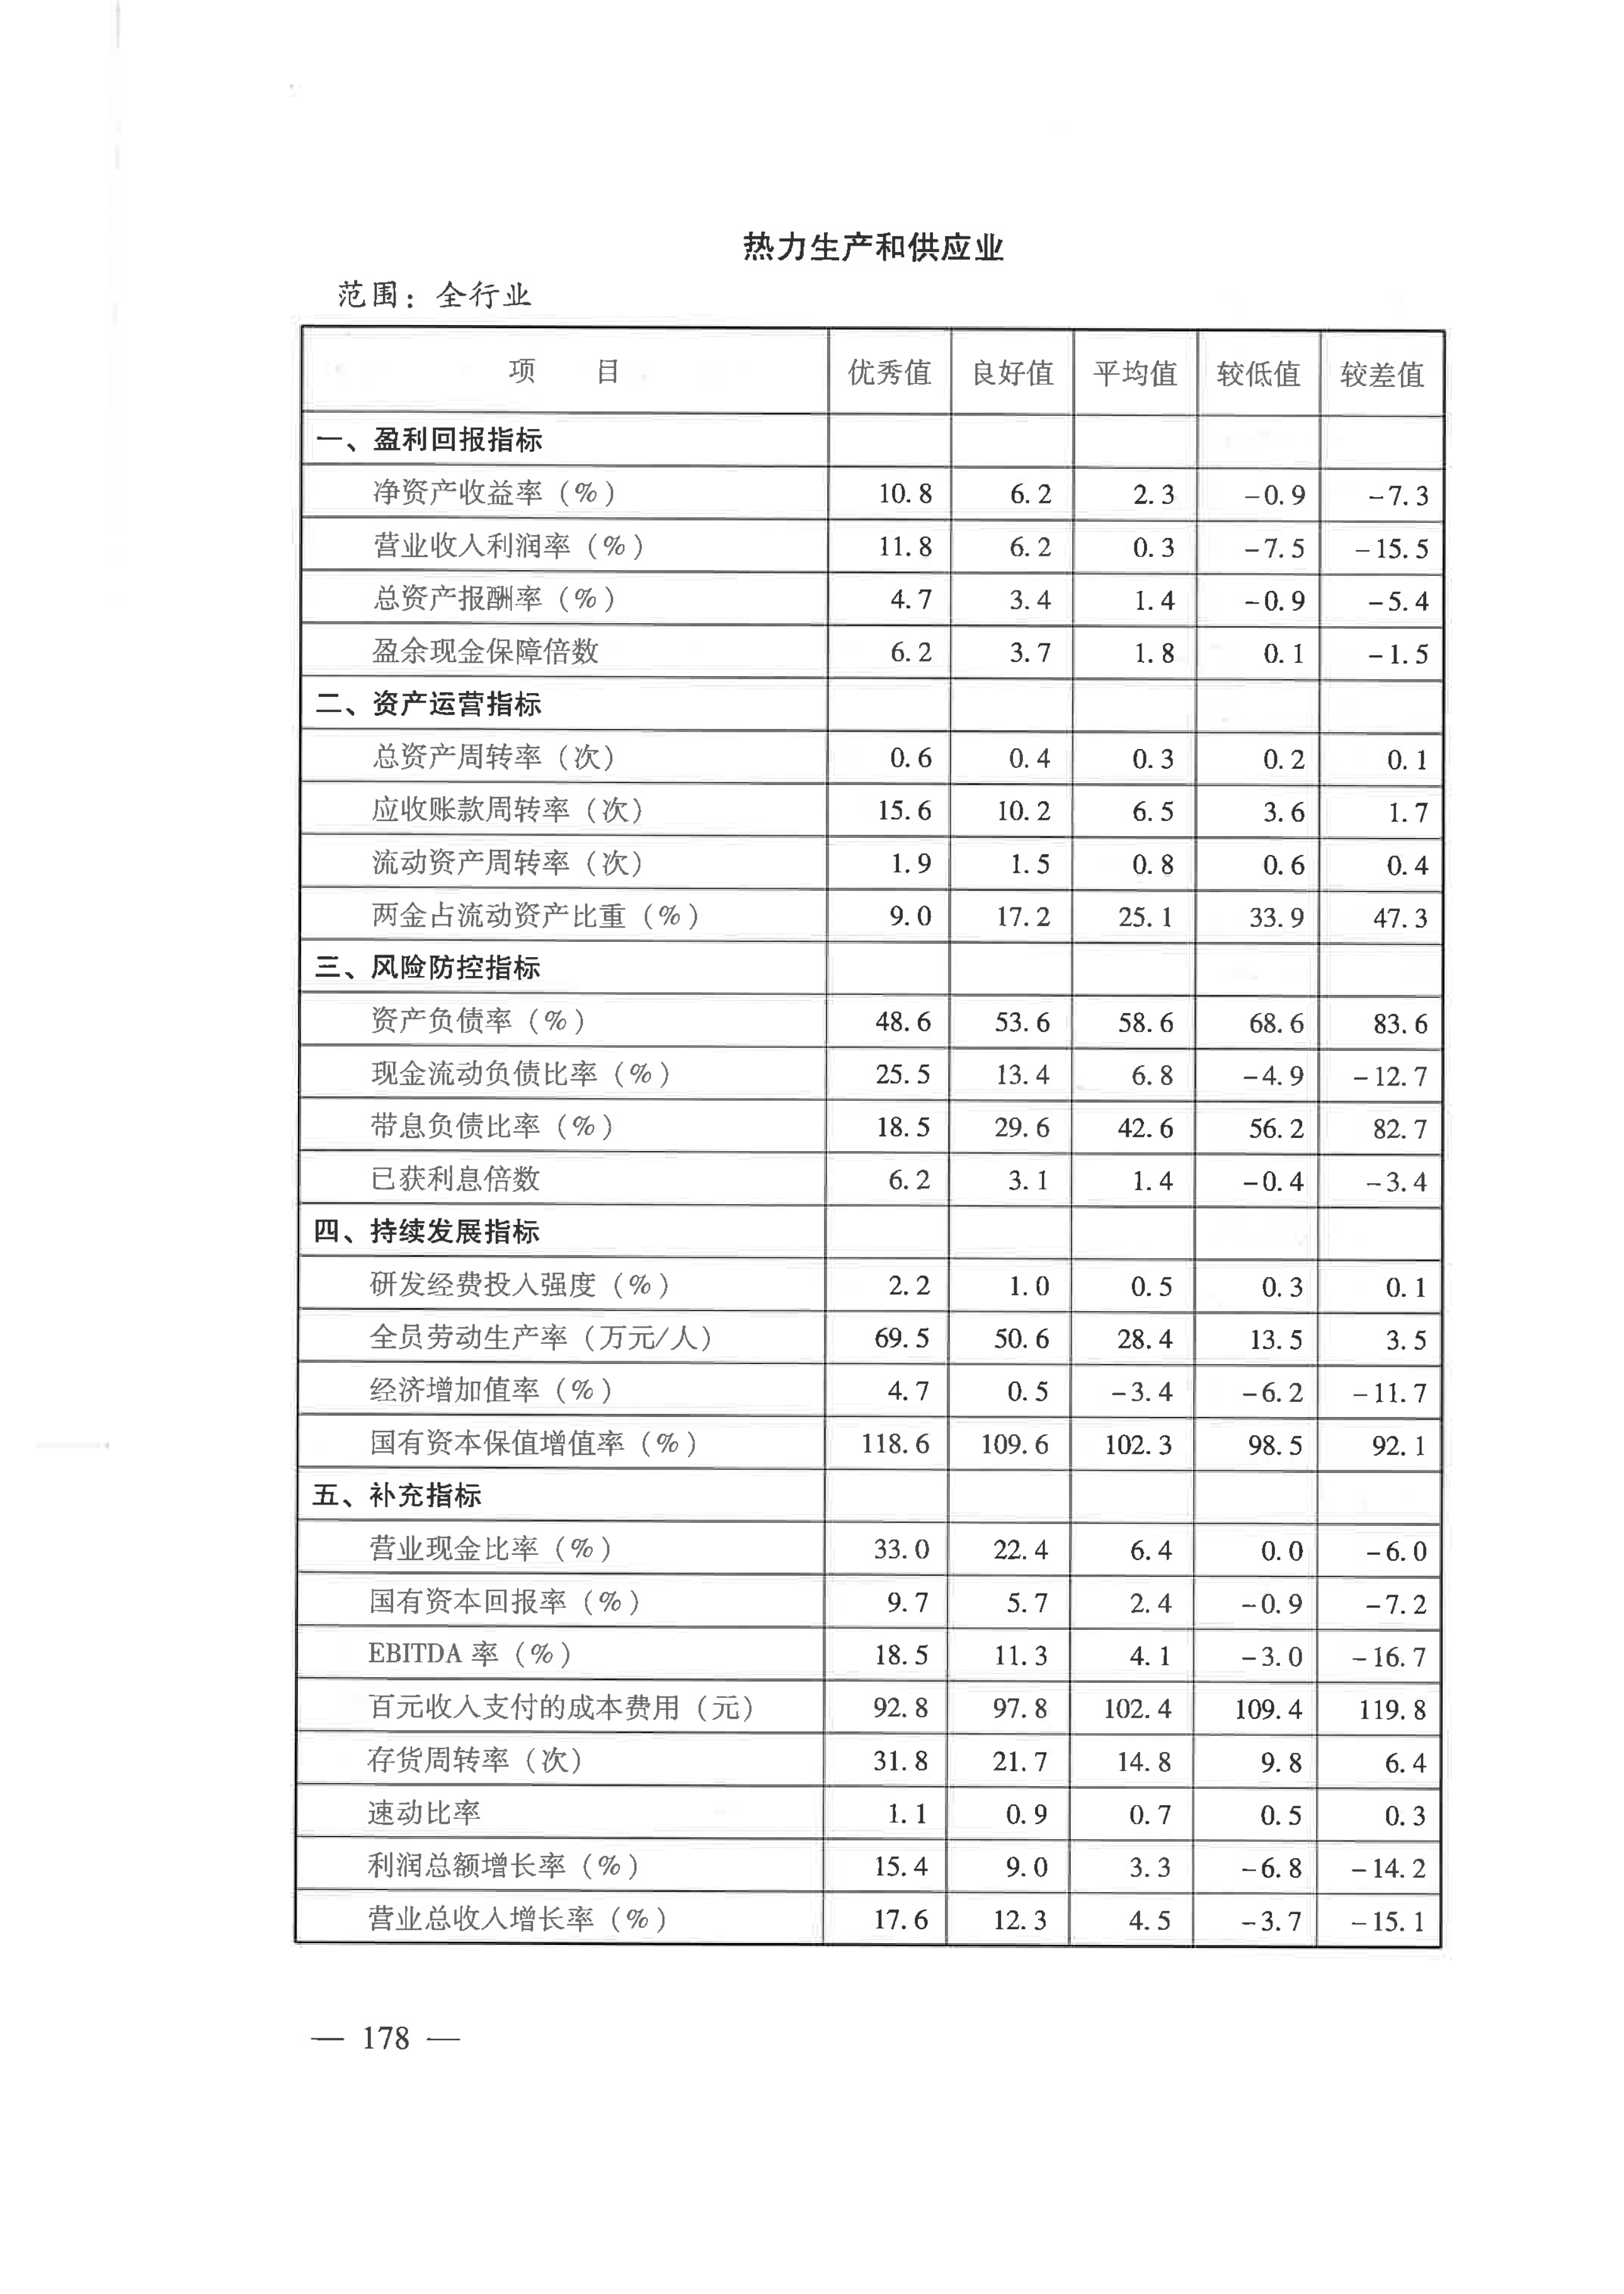 热力生产和供应业
范围：全行业
项 目 优秀值 良好值 平均值 较低值 较差值
一、盈利回报指标
净资产收益率（%） 10.8 6.2 2.3 -0.9 -7.3
营业收入利润率（%） 11.8 6.2 0.3 -7.5 -15.5
总资产报酬率（%） 4.7 3.4 1.4 -0.9 -5.4
盈余现金保障倍数 6.2 3.7 1.8 0.1 -1.5
二、资产运营指标
总资产周转率（次） 0.6 0.4 0.3 0.2 0.1
应收账款周转率（次） 15.6 10.2 6.5 3.6 1.7
流动资产周转率（次） 1.9 1.5 0.8 0.6 0.4
两金占流动资产比重（%） 9.0 17.2 25.1 33.9 47.3
三、风险防控指标
资产负债率（%） 48.6 53.6 58.6 68.6 83.6
现金流动负债比率（%） 25.5 13.4 6.8 -4.9 -12.7
带息负债比率（%） 18.5 29.6 42.6 56.2 82.7
已获利息倍数 6.2 3.1 1.4 -0.4 -3.4
四、持续发展指标
研发经费投入强度（%） 2.2 1.0 0.5 0.3 0.1
全员劳动生产率（万元/人） 69.5 50.6 28.4 13.5 3.5
经济增加值率（%） 4.7 0.5 -3.4 -6.2 -11.7
国有资本保值增值率（%） 118.6 109.6 102.3 98.5 92.1
五、补充指标
营业现金比率（%） 33.0 22.4 6.4 0.0 -6.0
国有资本回报率（%） 9.7 5.7 2.4 -0.9 -7.2
EBITDA 率（%） 18.5 11.3 4.1 -3.0 -16.7
百元收入支付的成本费用（元） 92.8 97.8 102.4 109.4 119.8
存货周转率（次） 31.8 21.7 14.8 9.8 6.4
速动比率 1.1 0.9 0.7 0.5 0.3
利润总额增长率（%） 15.4 9.0 3.3 -6.8 -14.2
营业总收入增长率（%） 17.6 12.3 4.5 -3.7 -15.1
— 178 —